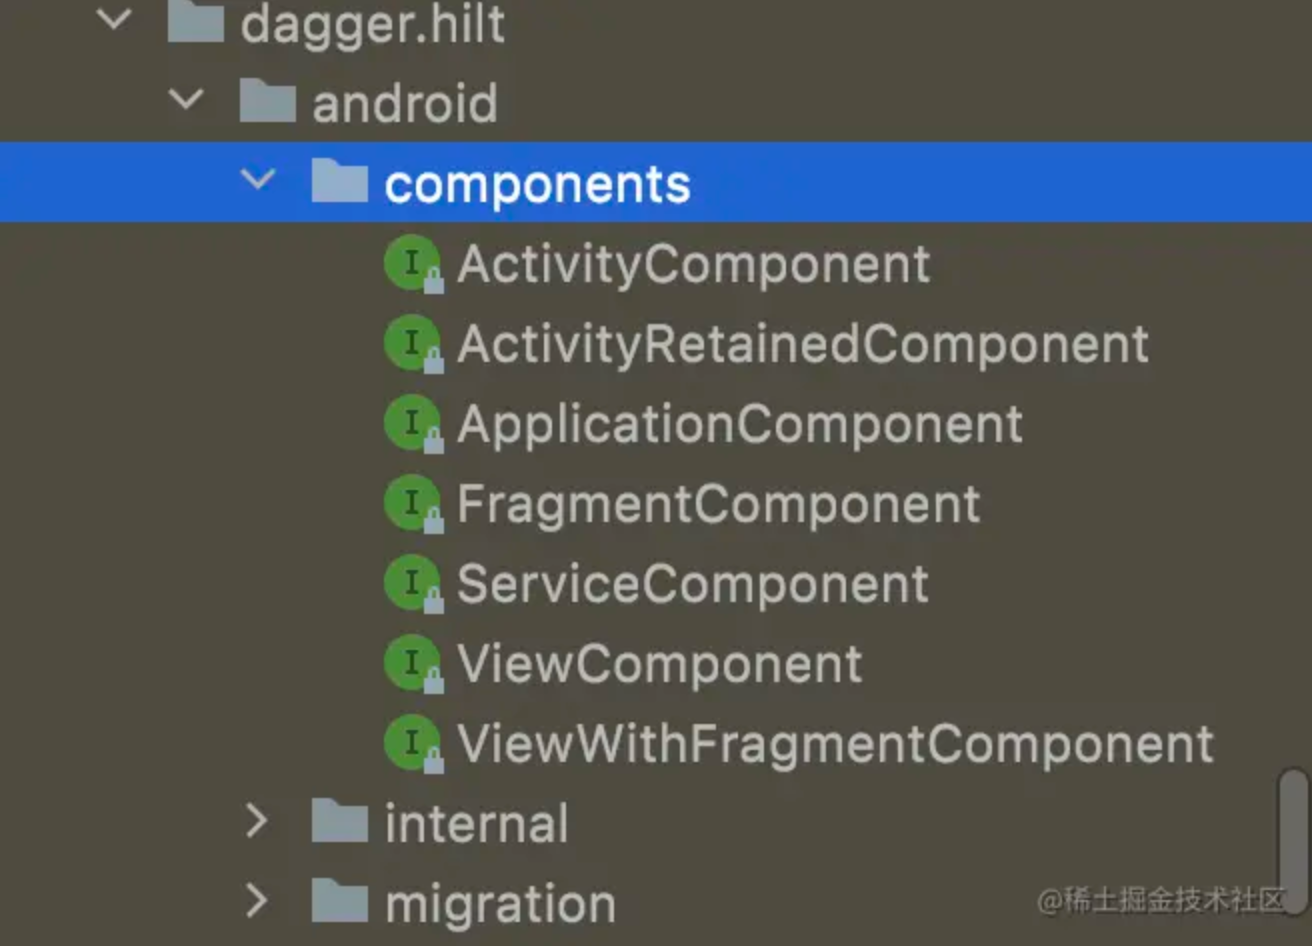 dagger.hilt
android
components
ActivityComponent
ActivityRetainedComponent
ApplicationComponent
FragmentComponent
ServiceComponent
ViewComponent
ViewWithFragmentComponent
internal
migration
@稀土掘金技术社区